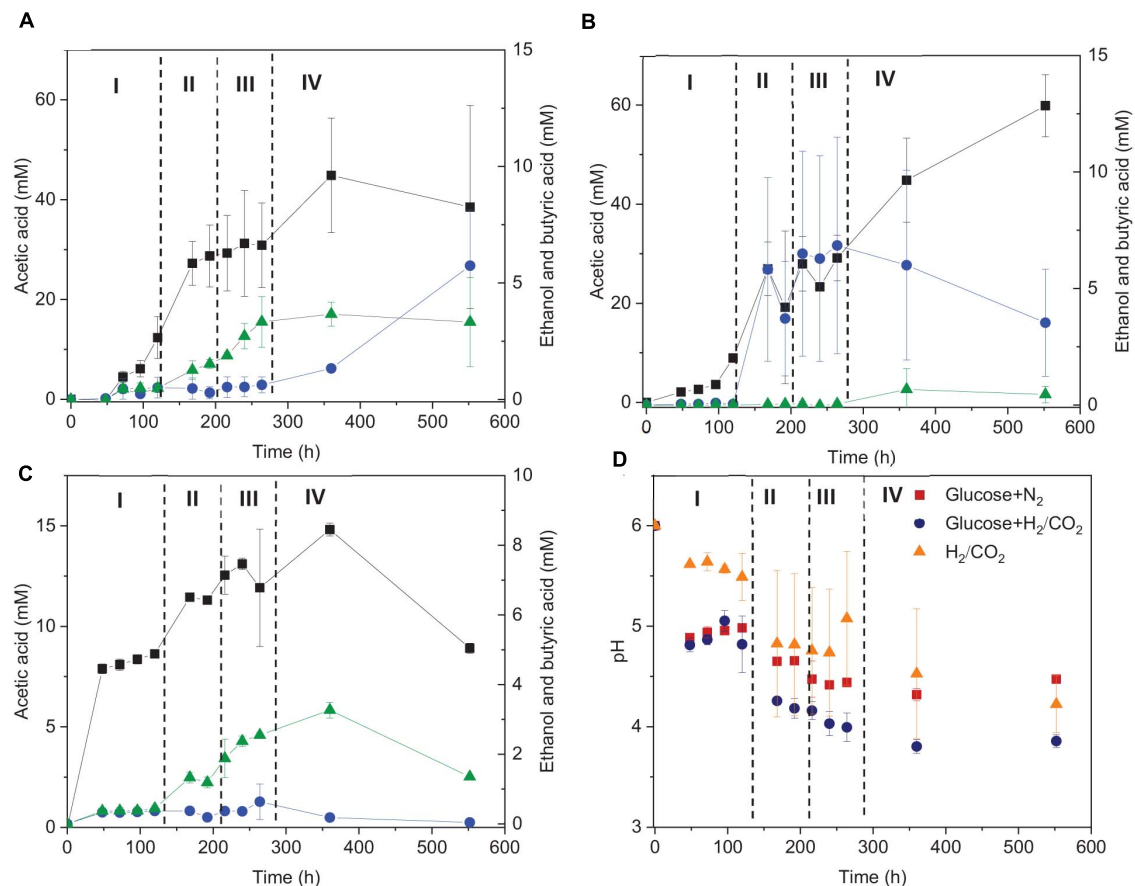 A
I II III IV
Acetic acid (mM)
60
40
20
0
15
10
5
0
Ethanol and butyric acid (mM)
0 100 200 300 400 500 600
Time (h)
B
I II III IV
Acetic acid (mM)
60
40
20
0
15
10
5
0
Ethanol and butyric acid (mM)
0 100 200 300 400 500 600
Time (h)
C
I II III IV
Acetic acid (mM)
15
10
5
0
10
8
6
4
2
0
Ethanol and butyric acid (mM)
0 100 200 300 400 500 600
Time (h)
D
I II III IV
Glucose+N₂
Glucose+H₂/CO₂
H₂/CO₂
pH
6
5
4
3
0 100 200 300 400 500 600
Time (h)